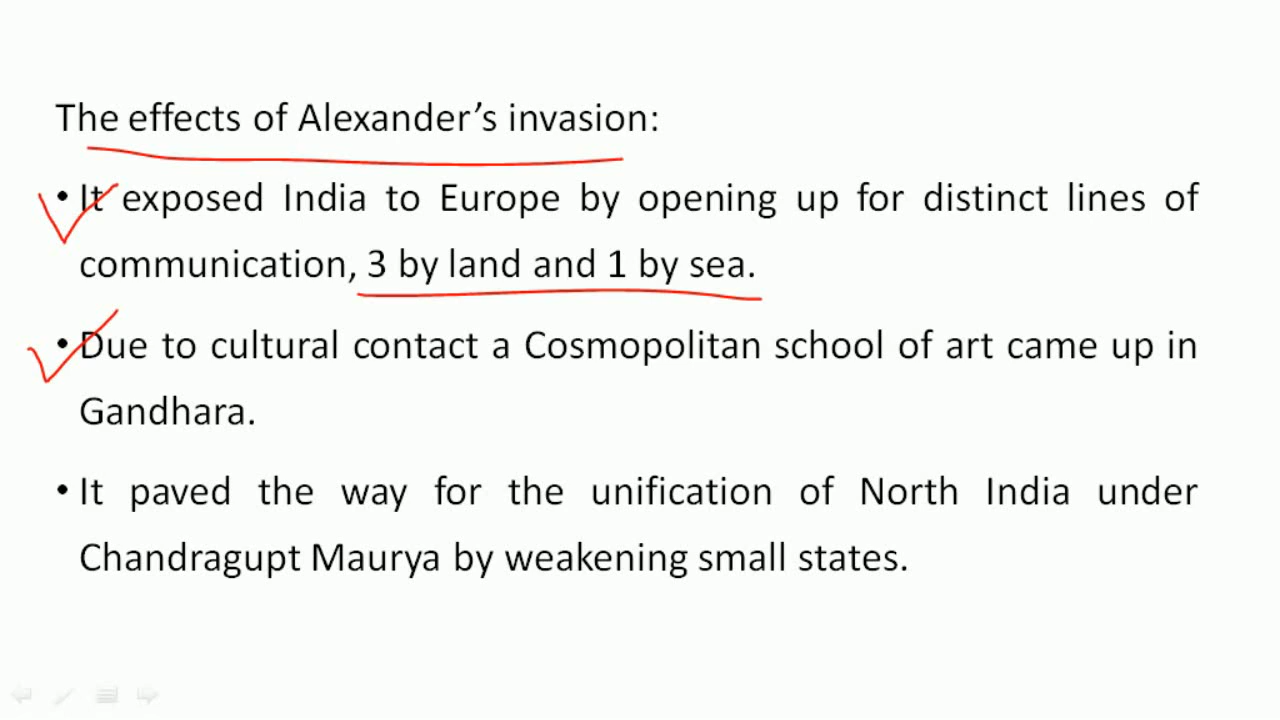 The effects of Alexander’s invasion:
• It exposed India to Europe by opening up for distinct lines of
communication, 3 by land and 1 by sea.
• Due to cultural contact a Cosmopolitan school of art came up in
Gandhara.
• It paved the way for the unification of North India under
Chandragupt Maurya by weakening small states.